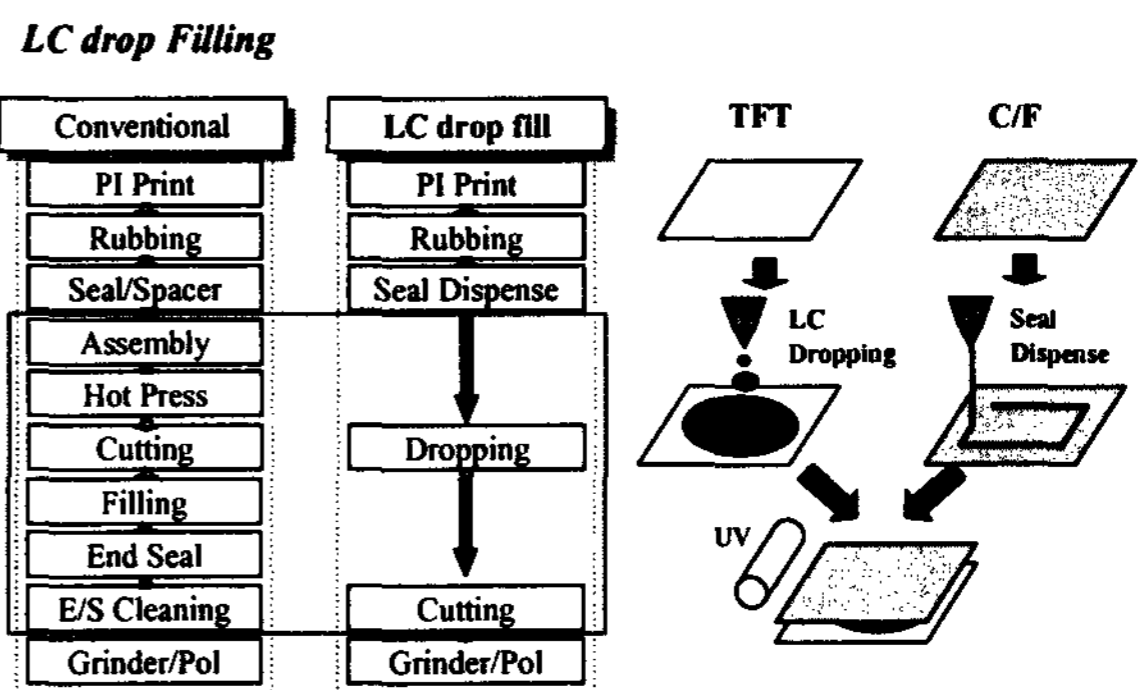 LC drop Filling
Conventional
PI Print
Rubbing
Seal/Spacer
Assembly
Hot Press
Cutting
Filling
End Seal
E/S Cleaning
Grinder/Pol
LC drop fill
PI Print
Rubbing
Seal Dispense
Dropping
Cutting
Grinder/Pol
TFT
C/F
LC
Dropping
Seal
Dispense
UV